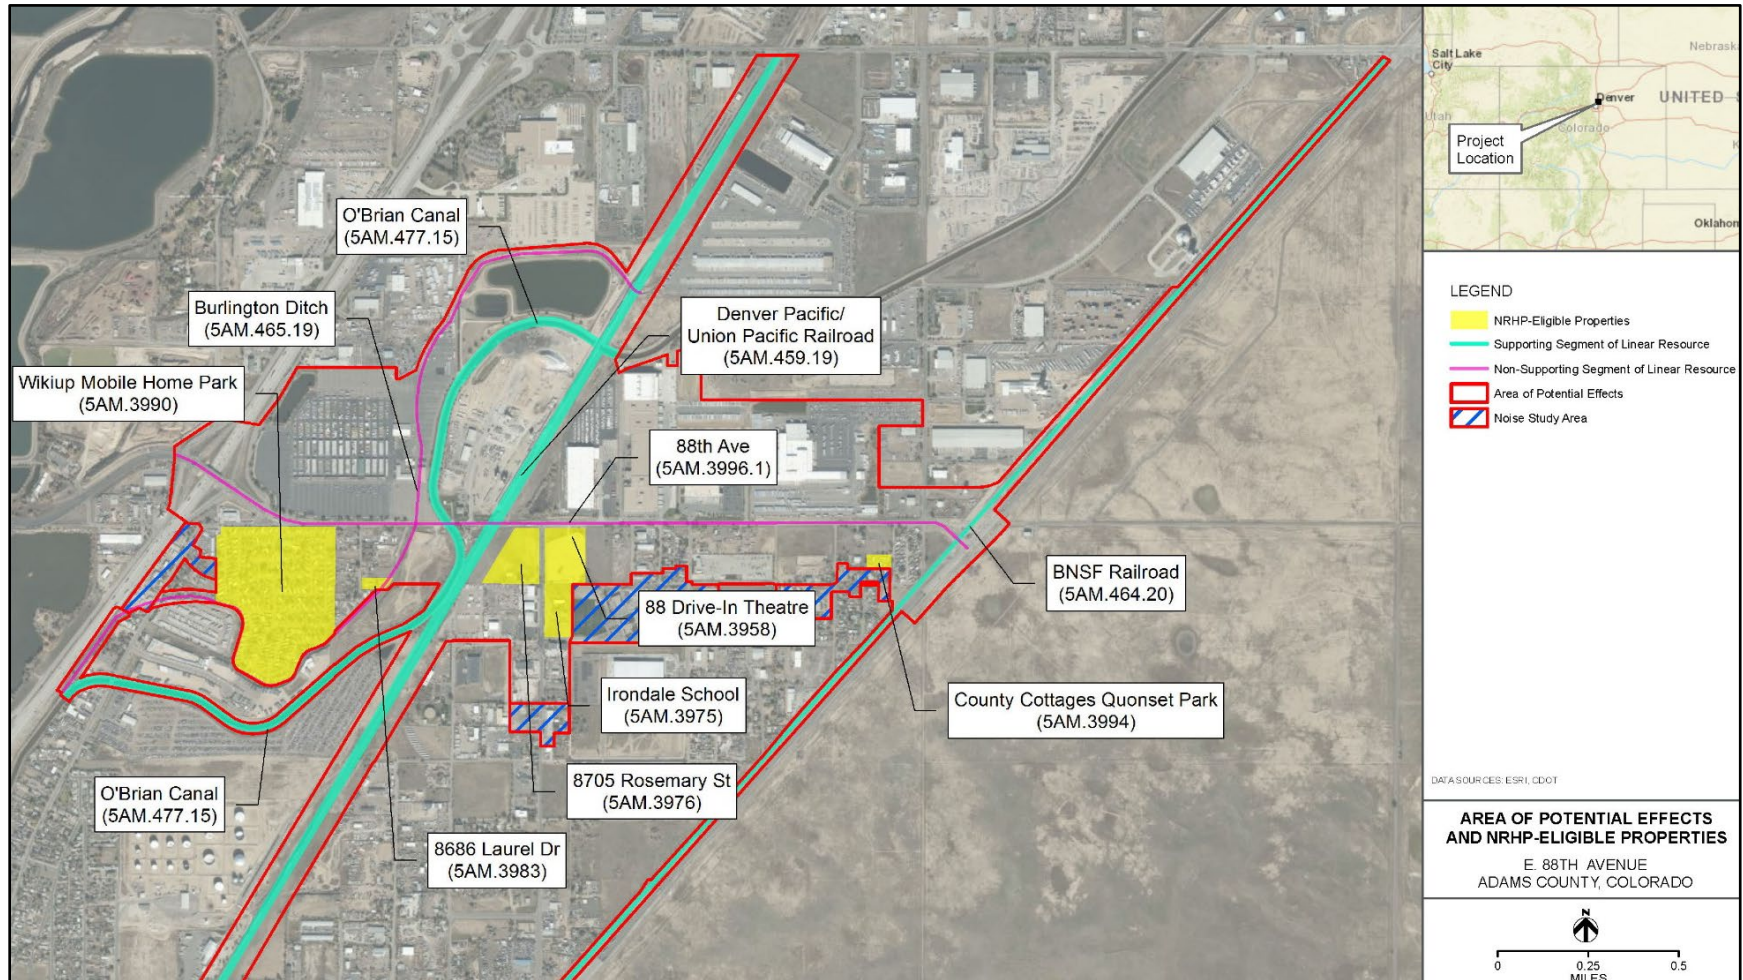 O'Brian Canal
(5AM.477.15)
Burlington Ditch
(5AM.465.19)
Denver Pacific/
Union Pacific Railroad
(5AM.459.19)
Wikiup Mobile Home Park
(5AM.3990)
88th Ave
(5AM.3996.1)
BNSF Railroad
(5AM.464.20)
88 Drive-In Theatre
(5AM.3958)
Irondale School
(5AM.3975)
County Cottages Quonset Park
(5AM.3994)
8705 Rosemary St
(5AM.3976)
O'Brian Canal
(5AM.477.15)
8686 Laurel Dr
(5AM.3983)
Salt Lake
City
Nebrask
Denver
UNITED S
Utah
Colorado
K
Project
Location
Oklahon
LEGEND
NRHP-Eligible Properties
Supporting Segment of Linear Resource
Non-Supporting Segment of Linear Resource
Area of Potential Effects
Noise Study Area
DATA SOURCES: ESRI, CDOT
AREA OF POTENTIAL EFFECTS
AND NRHP-ELIGIBLE PROPERTIES
E. 88TH AVENUE
ADAMS COUNTY, COLORADO
N
0 0.25 0.5
MILES